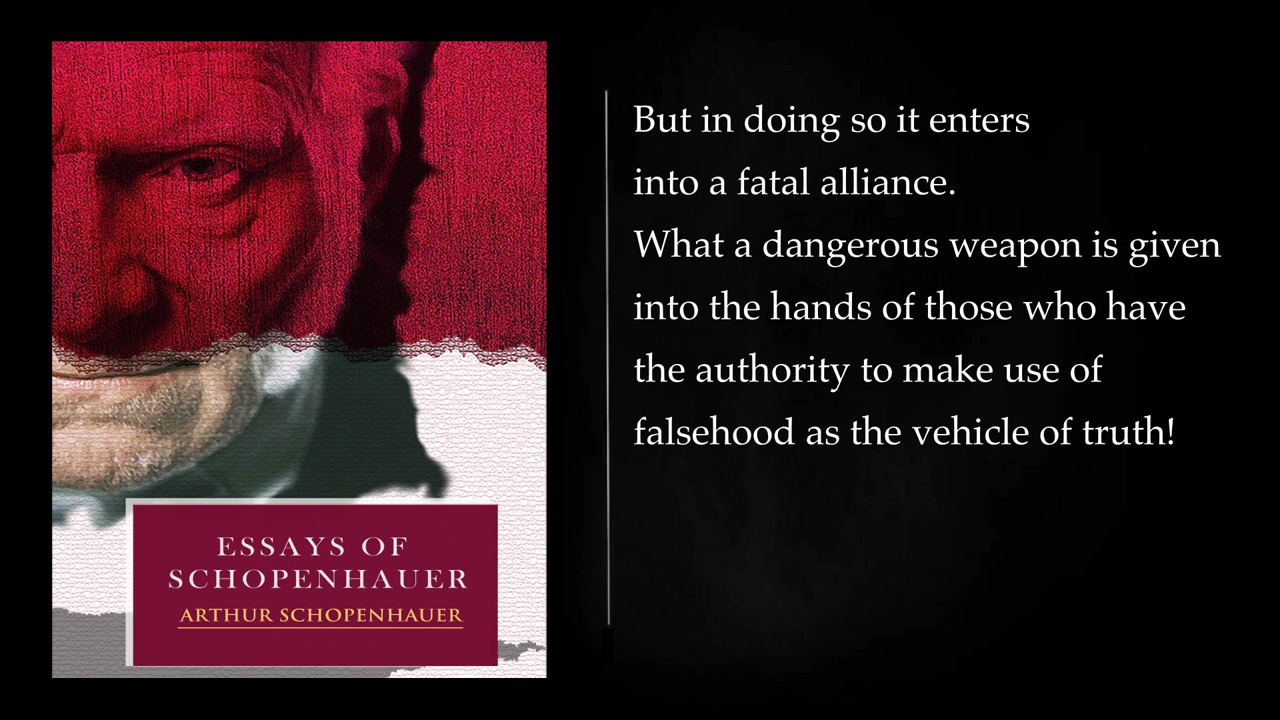 ESSAYS OF
SCHOPENHAUER
ARTHUR SCHOPENHAUER
But in doing so it enters
into a fatal alliance.
What a dangerous weapon is given
into the hands of those who have
the authority to make use of
falsehood as the vehicle of truth!